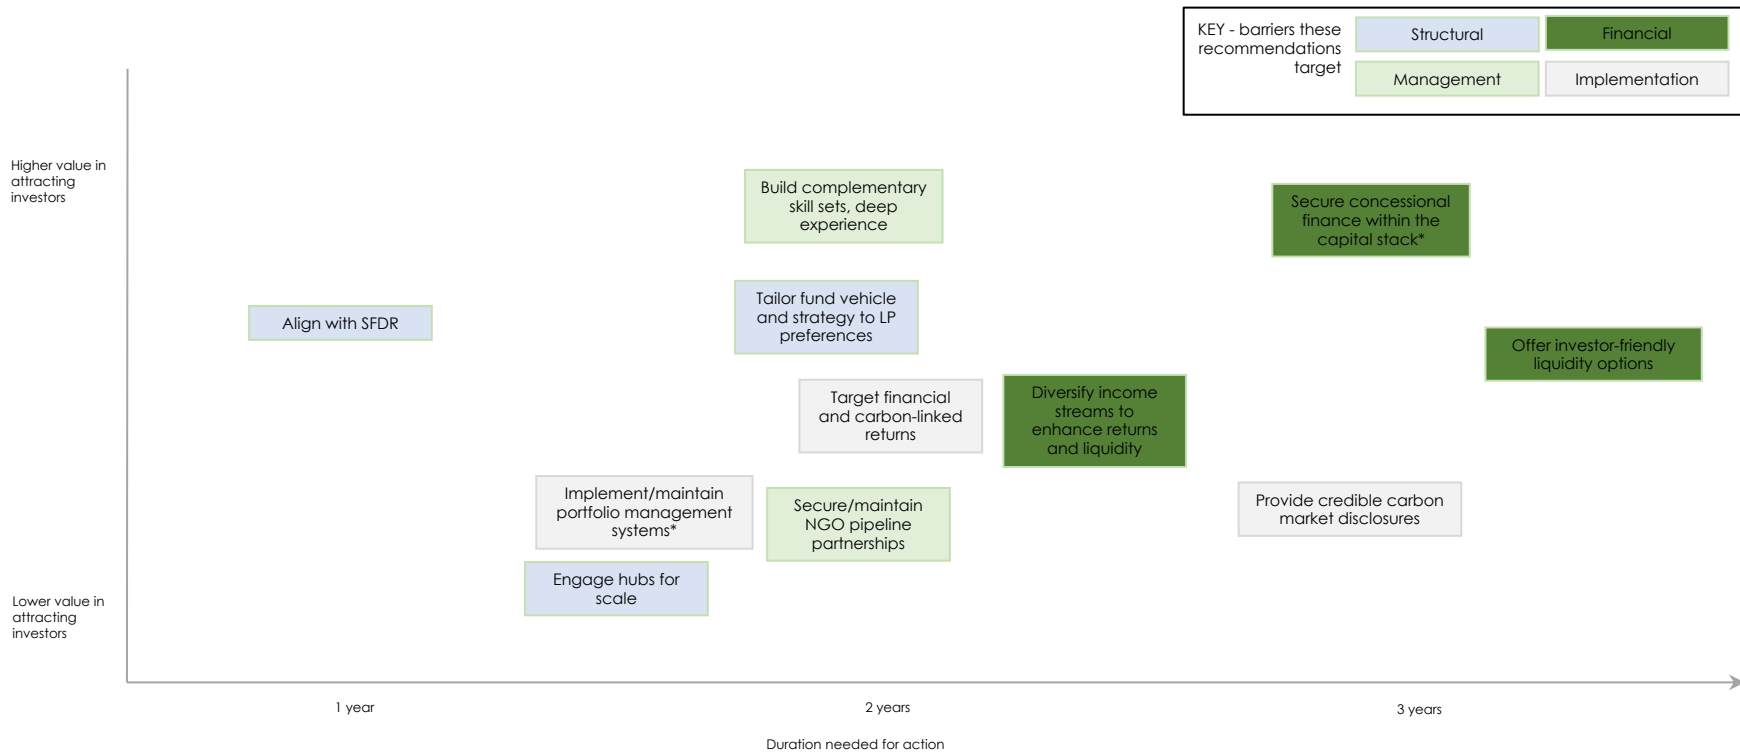 KEY - barriers these
recommendations
target
Structural
Financial
Management
Implementation
Higher value in
attracting
investors
Build complementary
skill sets, deep
experience
Secure concessional
finance within the
capital stack*
Align with SFDR
Tailor fund vehicle
and strategy to LP
preferences
Offer investor-friendly
liquidity options
Target financial
and carbon-linked
returns
Diversify income
streams to
enhance returns
and liquidity
Implement/maintain
portfolio management
systems*
Secure/maintain
NGO pipeline
partnerships
Provide credible carbon
market disclosures
Engage hubs for
scale
Lower value in
attracting
investors
1 year
2 years
3 years
Duration needed for action